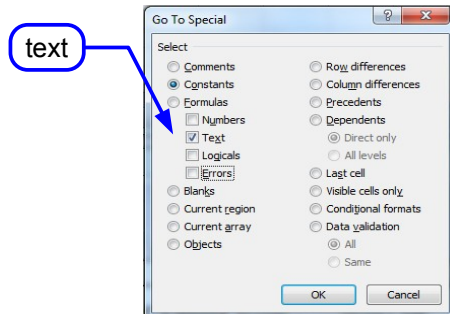 text
Go To Special
Select
Comments
Constants
Formulas
Numbers
Text
Logicals
Errors
Blanks
Current region
Current array
Objects
Row differences
Column differences
Precedents
Dependents
Direct only
All levels
Last cell
Visible cells only
Conditional formats
Data validation
All
Same
OK
Cancel